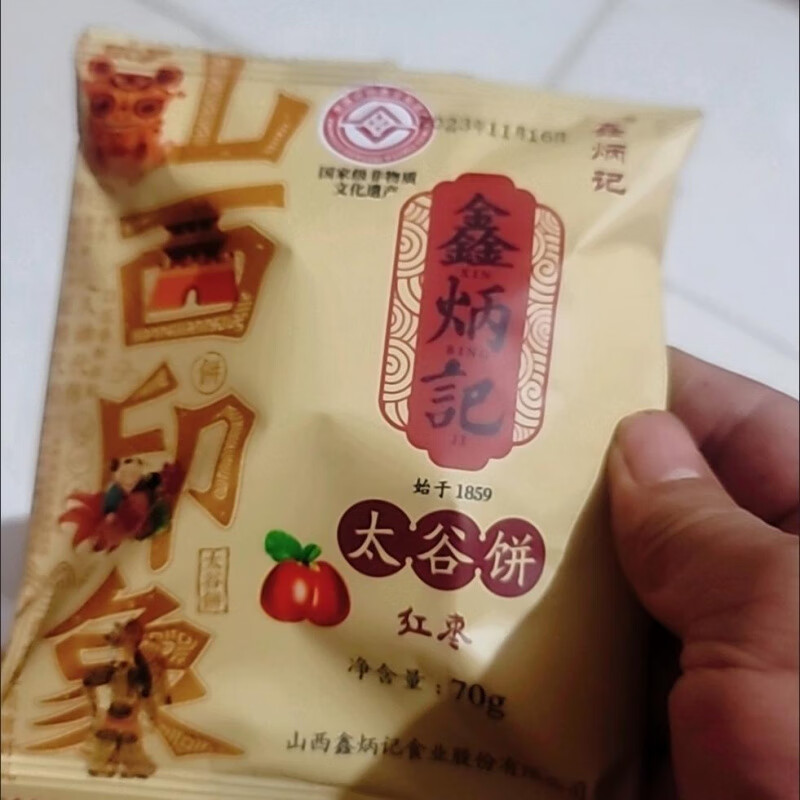 山西印象
饼
太谷饼
国家级非物质
文化遗产
2023年11月16日
鑫炳记
鑫炳記
XIN
BING
JI
始于1859
太谷饼
红枣
净含量：70g
山西鑫炳记食业股份有限